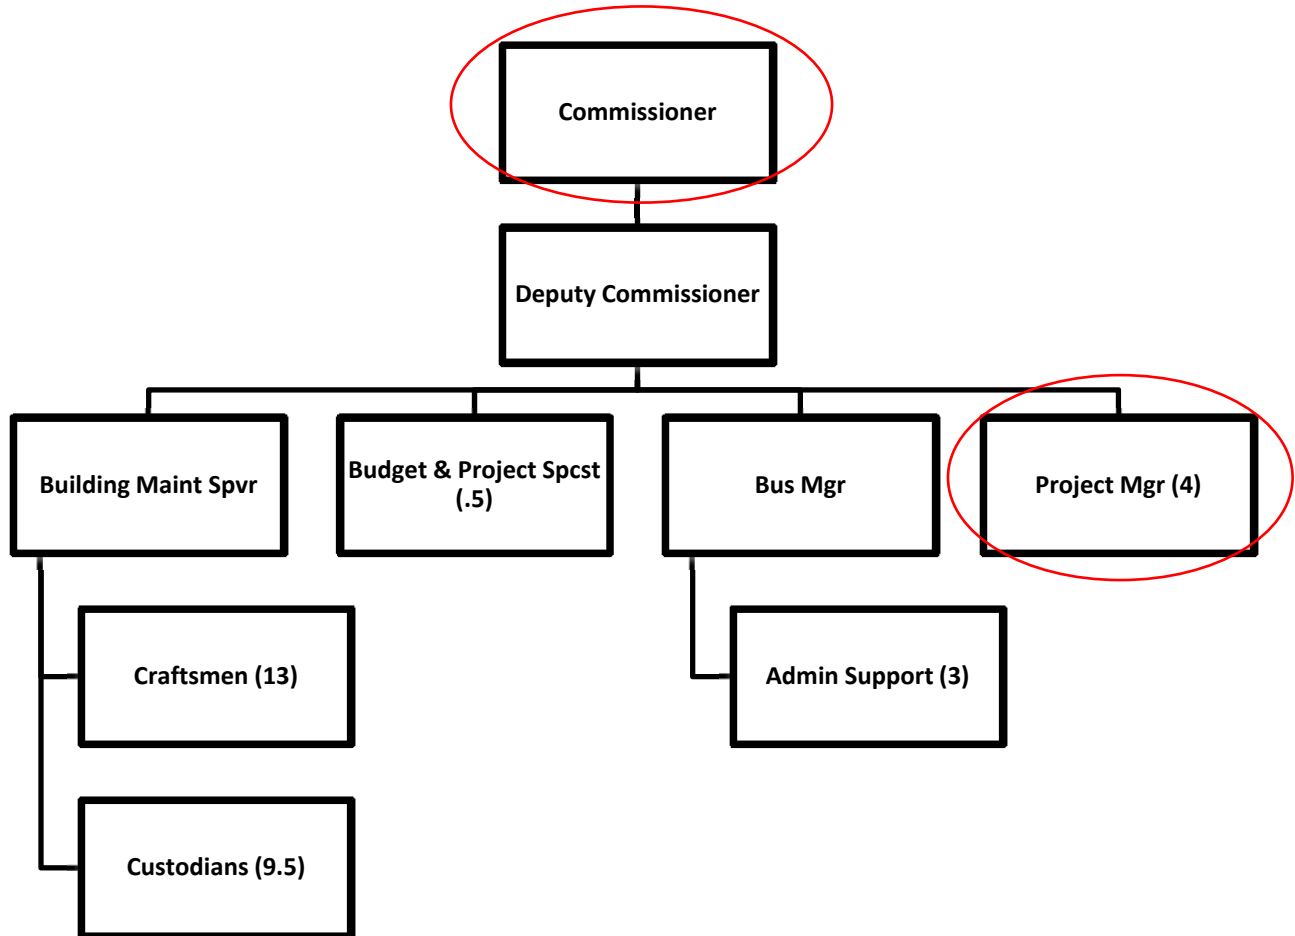 Commissioner
Deputy Commissioner
Building Maint Spvr
Budget & Project Spcst
(.5)
Bus Mgr
Project Mgr (4)
Craftsmen (13)
Admin Support (3)
Custodians (9.5)